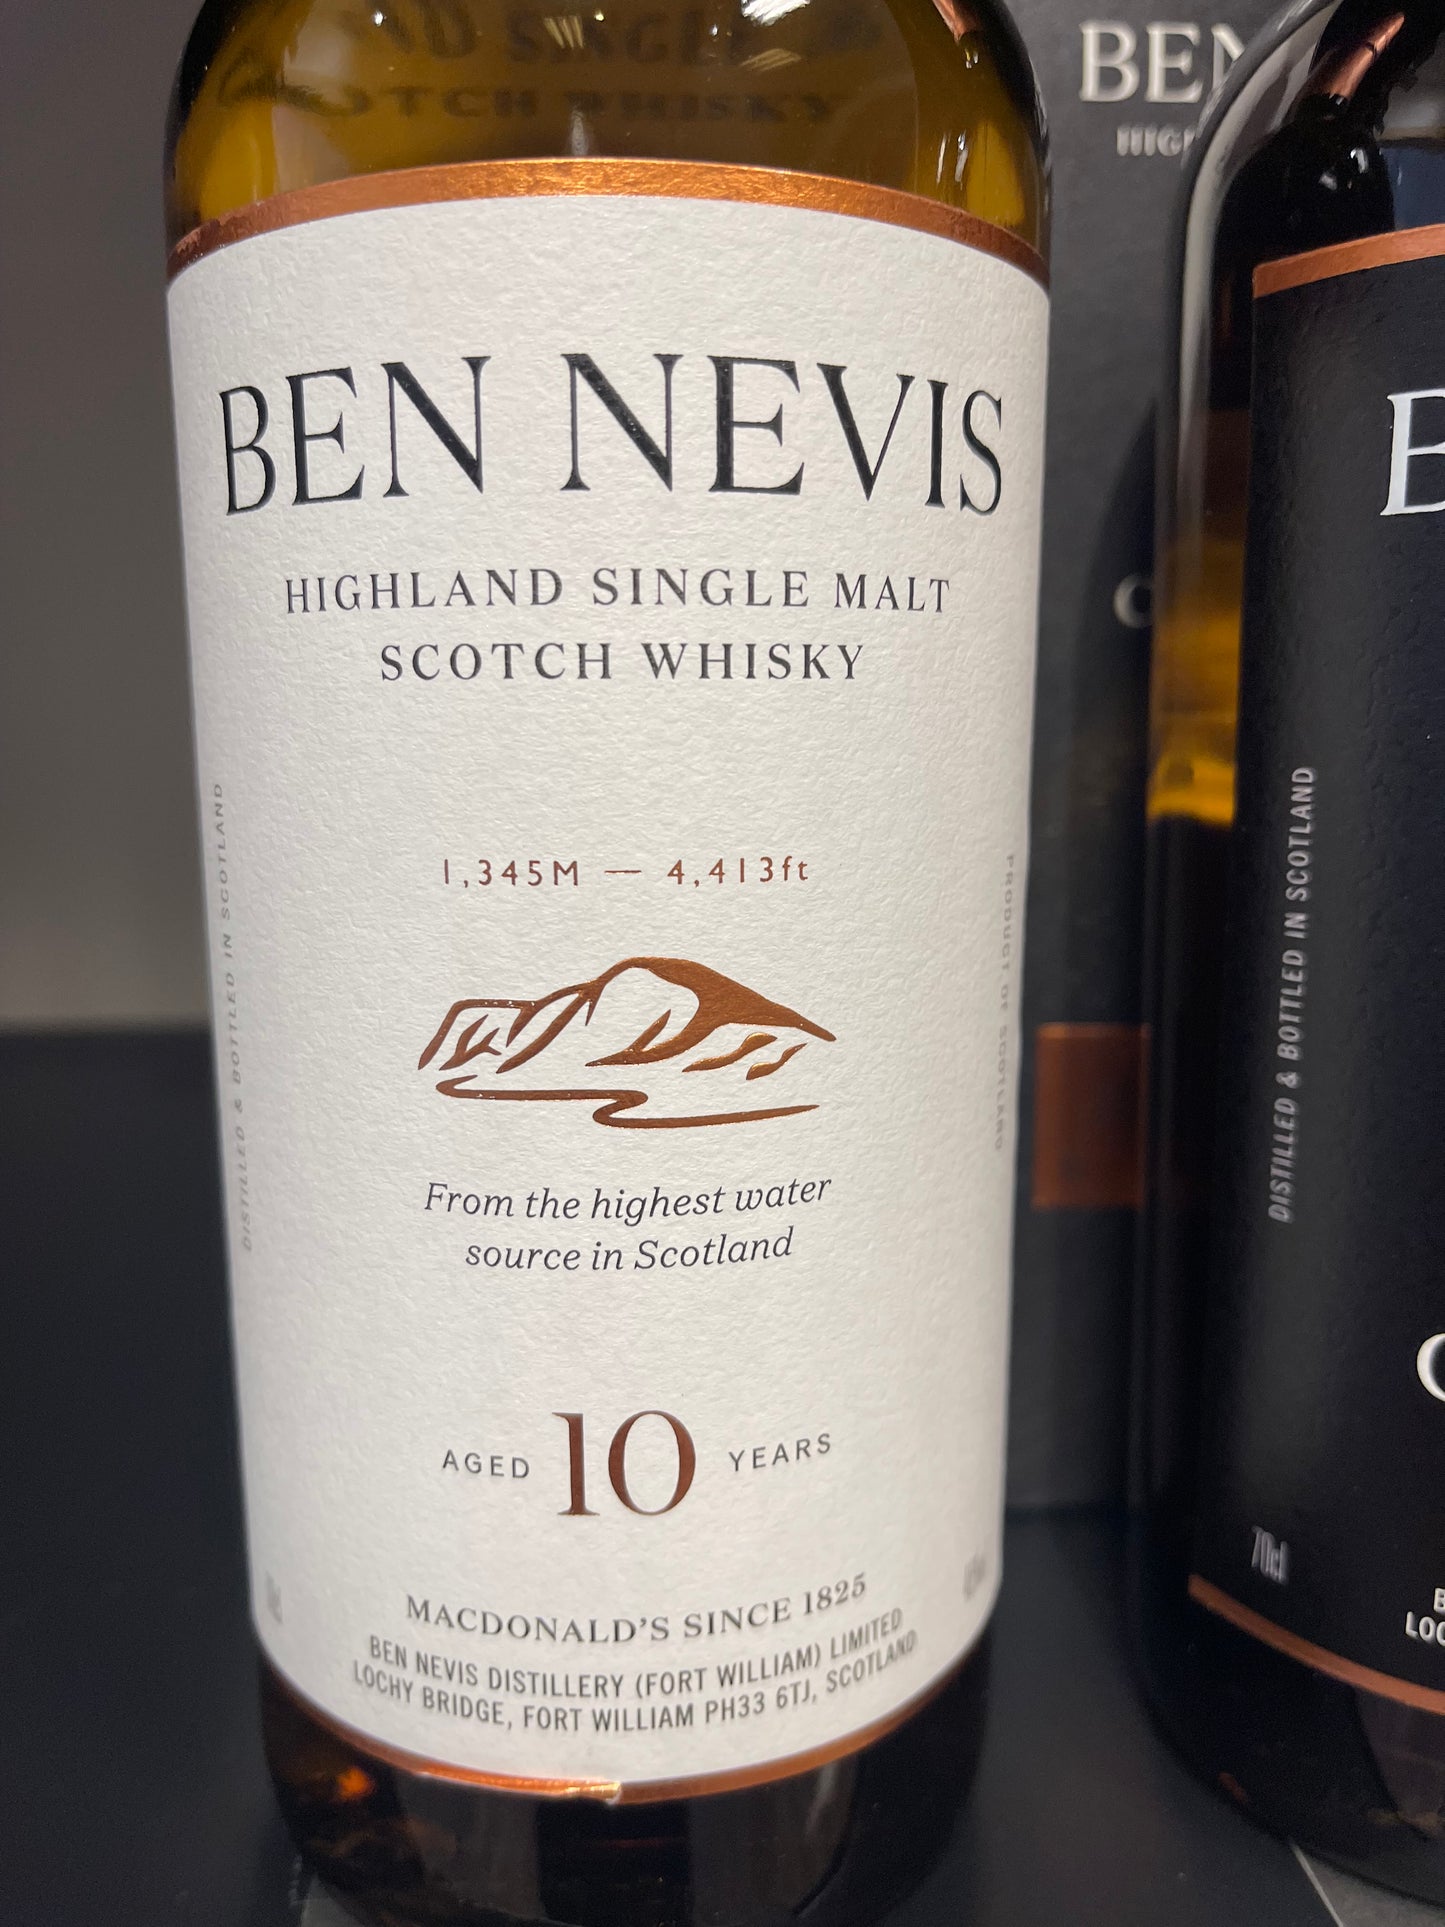 BEN NEVIS
HIGHLAND SINGLE MALT
SCOTCH WHISKY
1,345M — 4,413ft
From the highest water
source in Scotland
AGED 10 YEARS
MACDONALD'S SINCE 1825
BEN NEVIS DISTILLERY (FORT WILLIAM) LIMITED
LOCHY BRIDGE, FORT WILLIAM PH33 6TJ, SCOTLAND
DISTILLED & BOTTLED IN SCOTLAND
PRODUCT OF SCOTLAND
SCOTCH WHISKY
BEN
DISTILLED & BOTTLED IN SCOTLAND
70cl